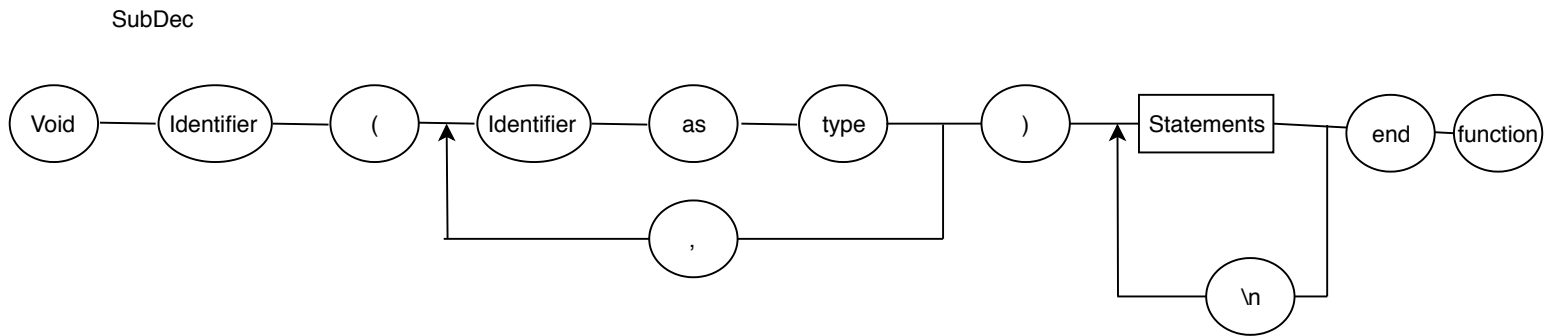 SubDec
Void Identifier ( Identifier as type ) Statements end function
,
\n